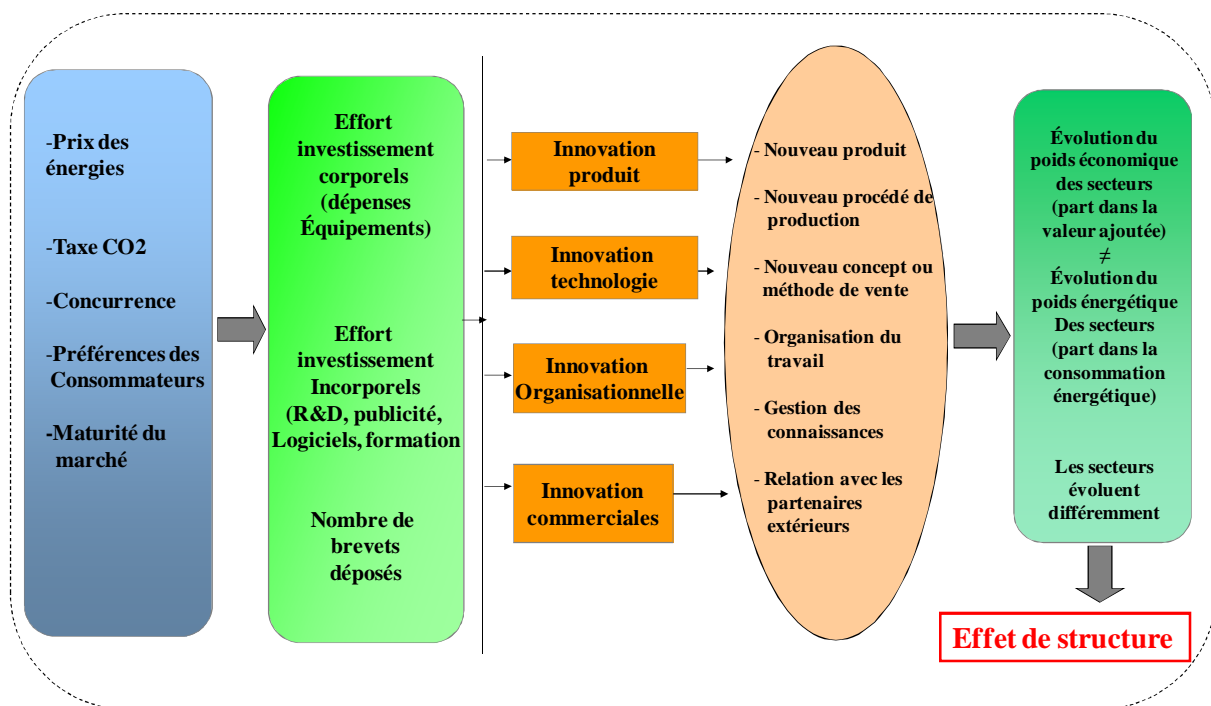 -Prix des
énergies
-Taxe CO2
-Concurrence
-Préférences des
Consommateurs
-Maturité du
marché
Effort
investissement
corporels
(dépenses
Équipements)
Effort
investissement
Incorporels
(R&D, publicité,
Logiciels, formation
Nombre de
brevets
déposés
Innovation
produit
Innovation
technologie
Innovation
Organisationnelle
Innovation
commerciales
- Nouveau produit
- Nouveau procédé de
production
- Nouveau concept ou
méthode de vente
- Organisation du
travail
- Gestion des
connaissances
- Relation avec les
partenaires
extérieurs
Évolution du
poids économique
des secteurs
(part dans la
valeur ajoutée)
≠
Évolution du
poids énergétique
Des secteurs
(part dans la
consommation
énergétique)
Les secteurs
évoluent
différemment
Effet de structure